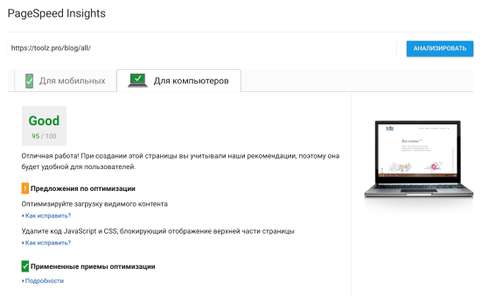 PageSpeed Insights
https://toolz.pro/blog/all/
АНАЛИЗИРОВАТЬ
Для мобильных
Для компьютеров
Good
95 / 100
Отличная работа! При создании этой страницы вы учитывали наши рекомендации, поэтому она
будет удобной для пользователей.
! Предложения по оптимизации
Оптимизируйте загрузку видимого контента
Как исправить?
Удалите код JavaScript и CSS, блокирующий отображение верхней части страницы
Как исправить?
Примененные приемы оптимизации
Подробности